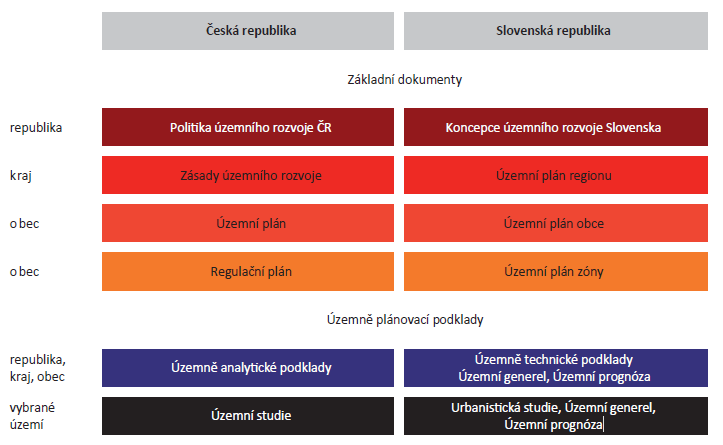 Česká republika
Slovenská republika
Základní dokumenty
republika
Politika územního rozvoje ČR
Koncepce územního rozvoje Slovenska
kraj
Zásady územního rozvoje
Územní plán regionu
obec
Územní plán
Územní plán obce
obec
Regulační plán
Územní plán zóny
Územně plánovací podklady
republika,
kraj, obec
Územně analytické podklady
Územně technické podklady
Územní generel, Územní prognóza
vybrané
území
Územní studie
Urbanistická studie, Územní generel,
Územní prognóza